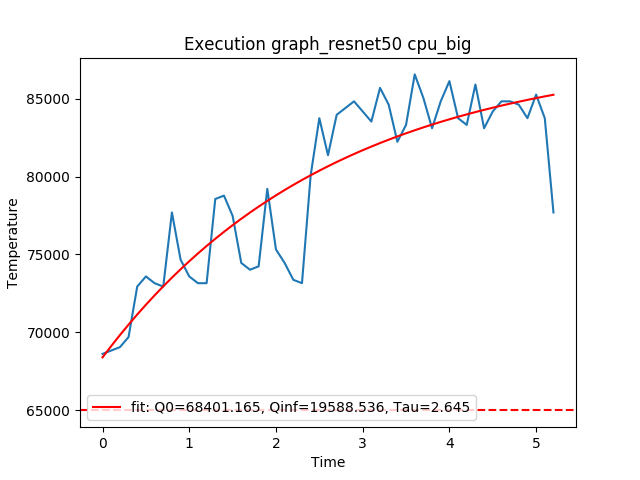 Execution graph_resnet50 cpu_big
Temperature
85000
80000
75000
70000
65000
fit: Q0=68401.165, Qinf=19588.536, Tau=2.645
0 1 2 3 4 5
Time